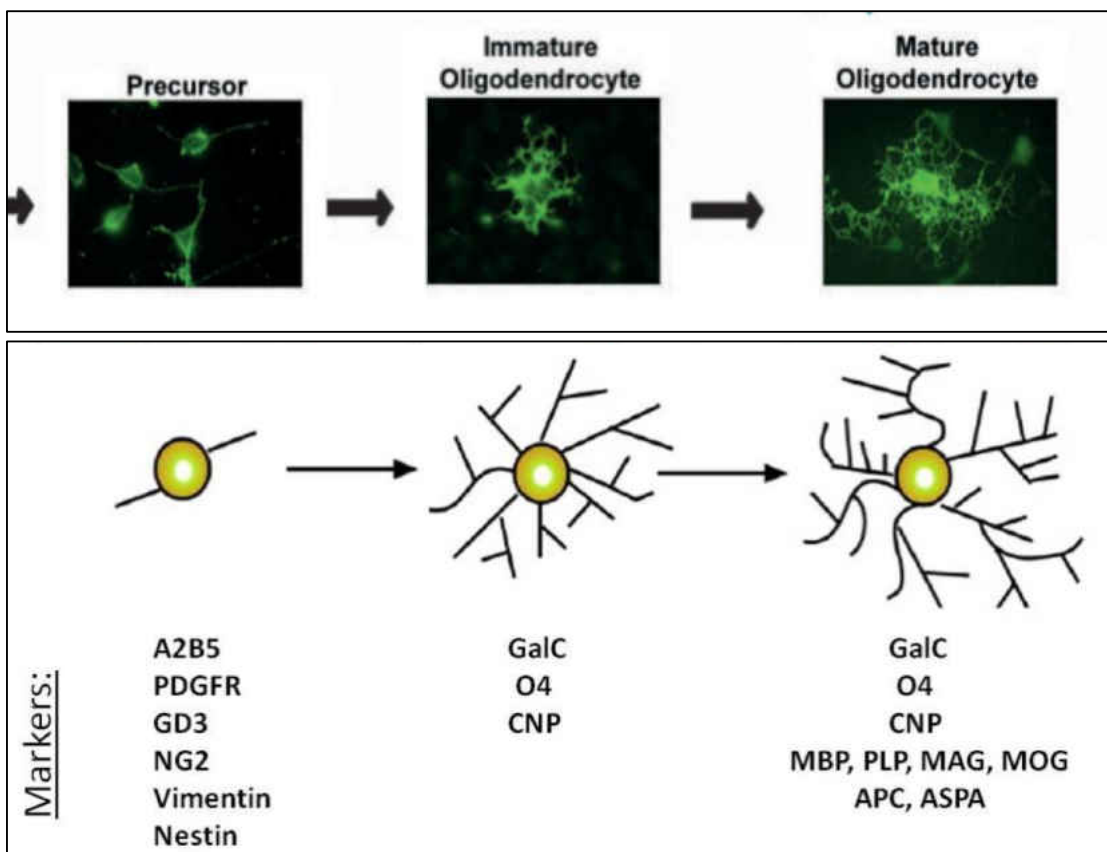 Precursor
Immature
Oligodendrocyte
Mature
Oligodendrocyte
Markers:
A2B5
PDGFR
GD3
NG2
Vimentin
Nestin
GalC
O4
CNP
GalC
O4
CNP
MBP, PLP, MAG, MOG
APC, ASPA